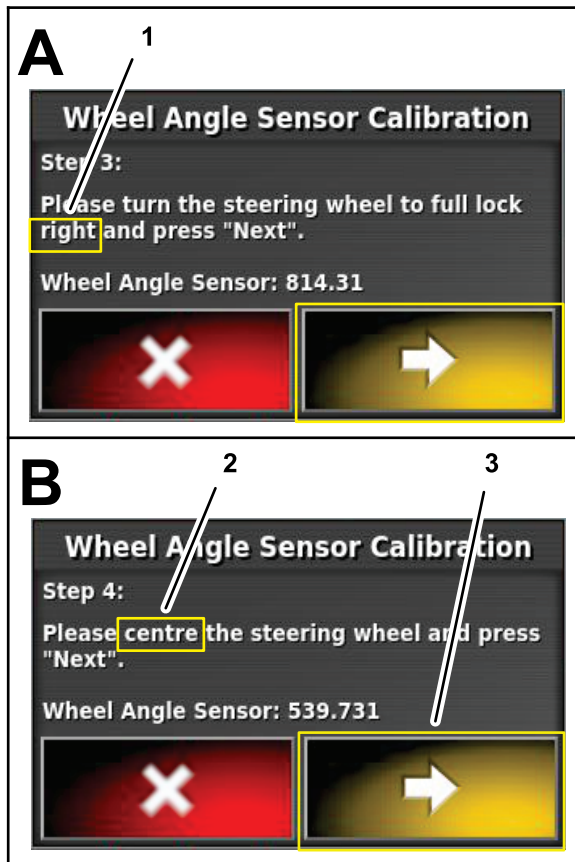 A
1
Wheel Angle Sensor Calibration
Step 3:
Please turn the steering wheel to full lock
right and press "Next".
Wheel Angle Sensor: 814.31
B
2
3
Wheel Angle Sensor Calibration
Step 4:
Please centre the steering wheel and press
"Next".
Wheel Angle Sensor: 539.731